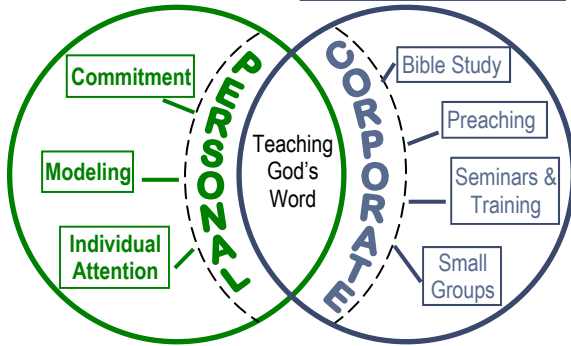 Commitment
Modeling
Individual
Attention
PERSONAL
Teaching
God's
Word
CORPORATE
Bible Study
Preaching
Seminars &
Training
Small
Groups